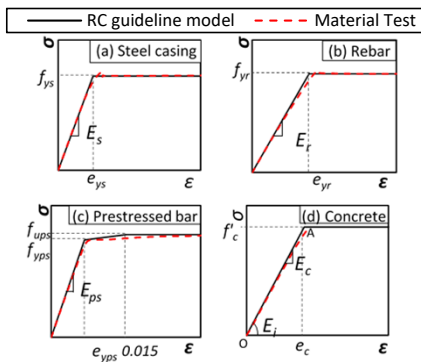 RC guideline model Material Test
σ (a) Steel casing
f_ys
E_s
e_ys ε
σ (b) Rebar
f_yr
E_r
e_yr ε
σ (c) Prestressed bar
f_ups
f_yps
E_ps
e_yps 0.015 ε
σ (d) Concrete
f'_c A
E_c
O E_i
e_c ε